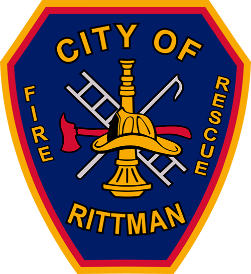 CITY OF
FIRE
RESCUE
RITTMAN